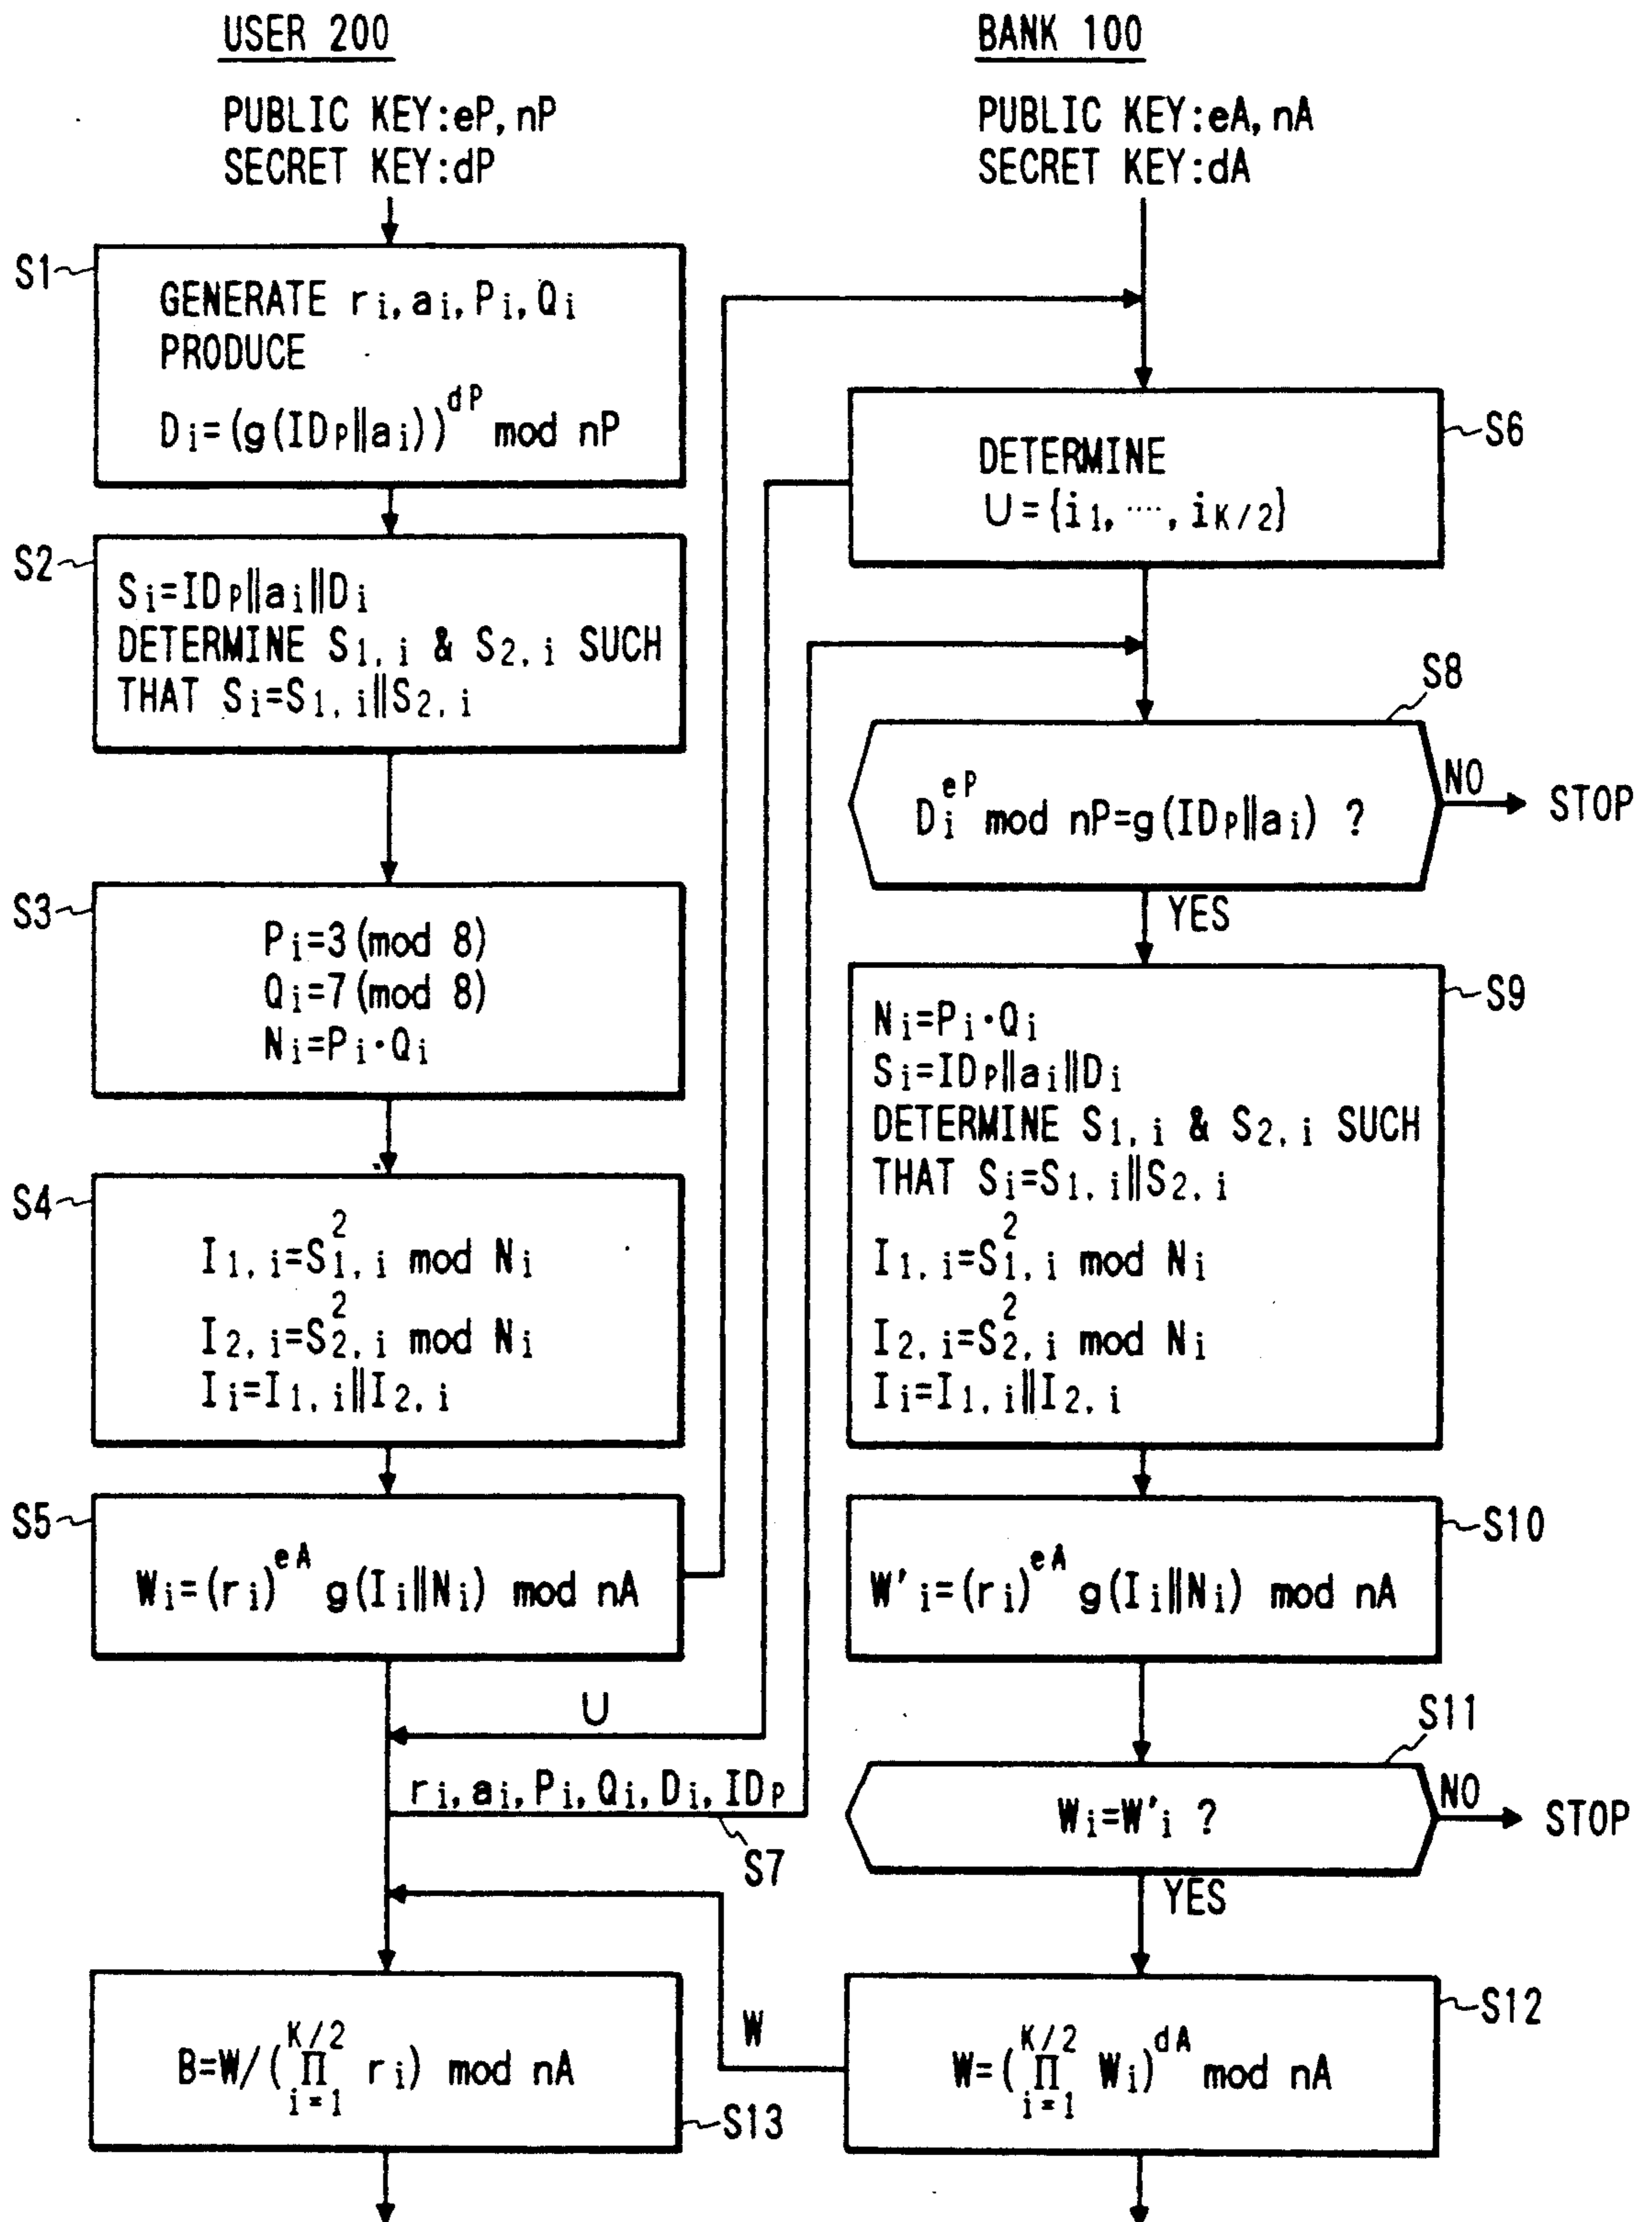 USER 200
PUBLIC KEY:eP, nP
SECRET KEY:dP
S1
GENERATE ri, ai, Pi, Qi
PRODUCE
Di=(g(IDP‖ai))^dP mod nP
S2
Si=IDP‖ai‖Di
DETERMINE S1,i & S2,i SUCH
THAT Si=S1,i‖S2,i
S3
Pi=3(mod 8)
Qi=7(mod 8)
Ni=Pi·Qi
S4
I1,i=S1,i^2 mod Ni
I2,i=S2,i^2 mod Ni
Ii=I1,i‖I2,i
S5
Wi=(ri)^eA g(Ii‖Ni) mod nA
U
ri, ai, Pi, Qi, Di, IDP
S7
W
B=W/(∏_{i=1}^{K/2} ri) mod nA
S13
BANK 100
PUBLIC KEY:eA, nA
SECRET KEY:dA
S6
DETERMINE
U={i1, ····, iK/2}
S8
Di^eP mod nP=g(IDP‖ai) ?
NO
STOP
YES
S9
Ni=Pi·Qi
Si=IDP‖ai‖Di
DETERMINE S1,i & S2,i SUCH
THAT Si=S1,i‖S2,i
I1,i=S1,i^2 mod Ni
I2,i=S2,i^2 mod Ni
Ii=I1,i‖I2,i
S10
W'i=(ri)^eA g(Ii‖Ni) mod nA
S11
Wi=W'i ?
NO
STOP
YES
S12
W=(∏_{i=1}^{K/2} Wi)^dA mod nA